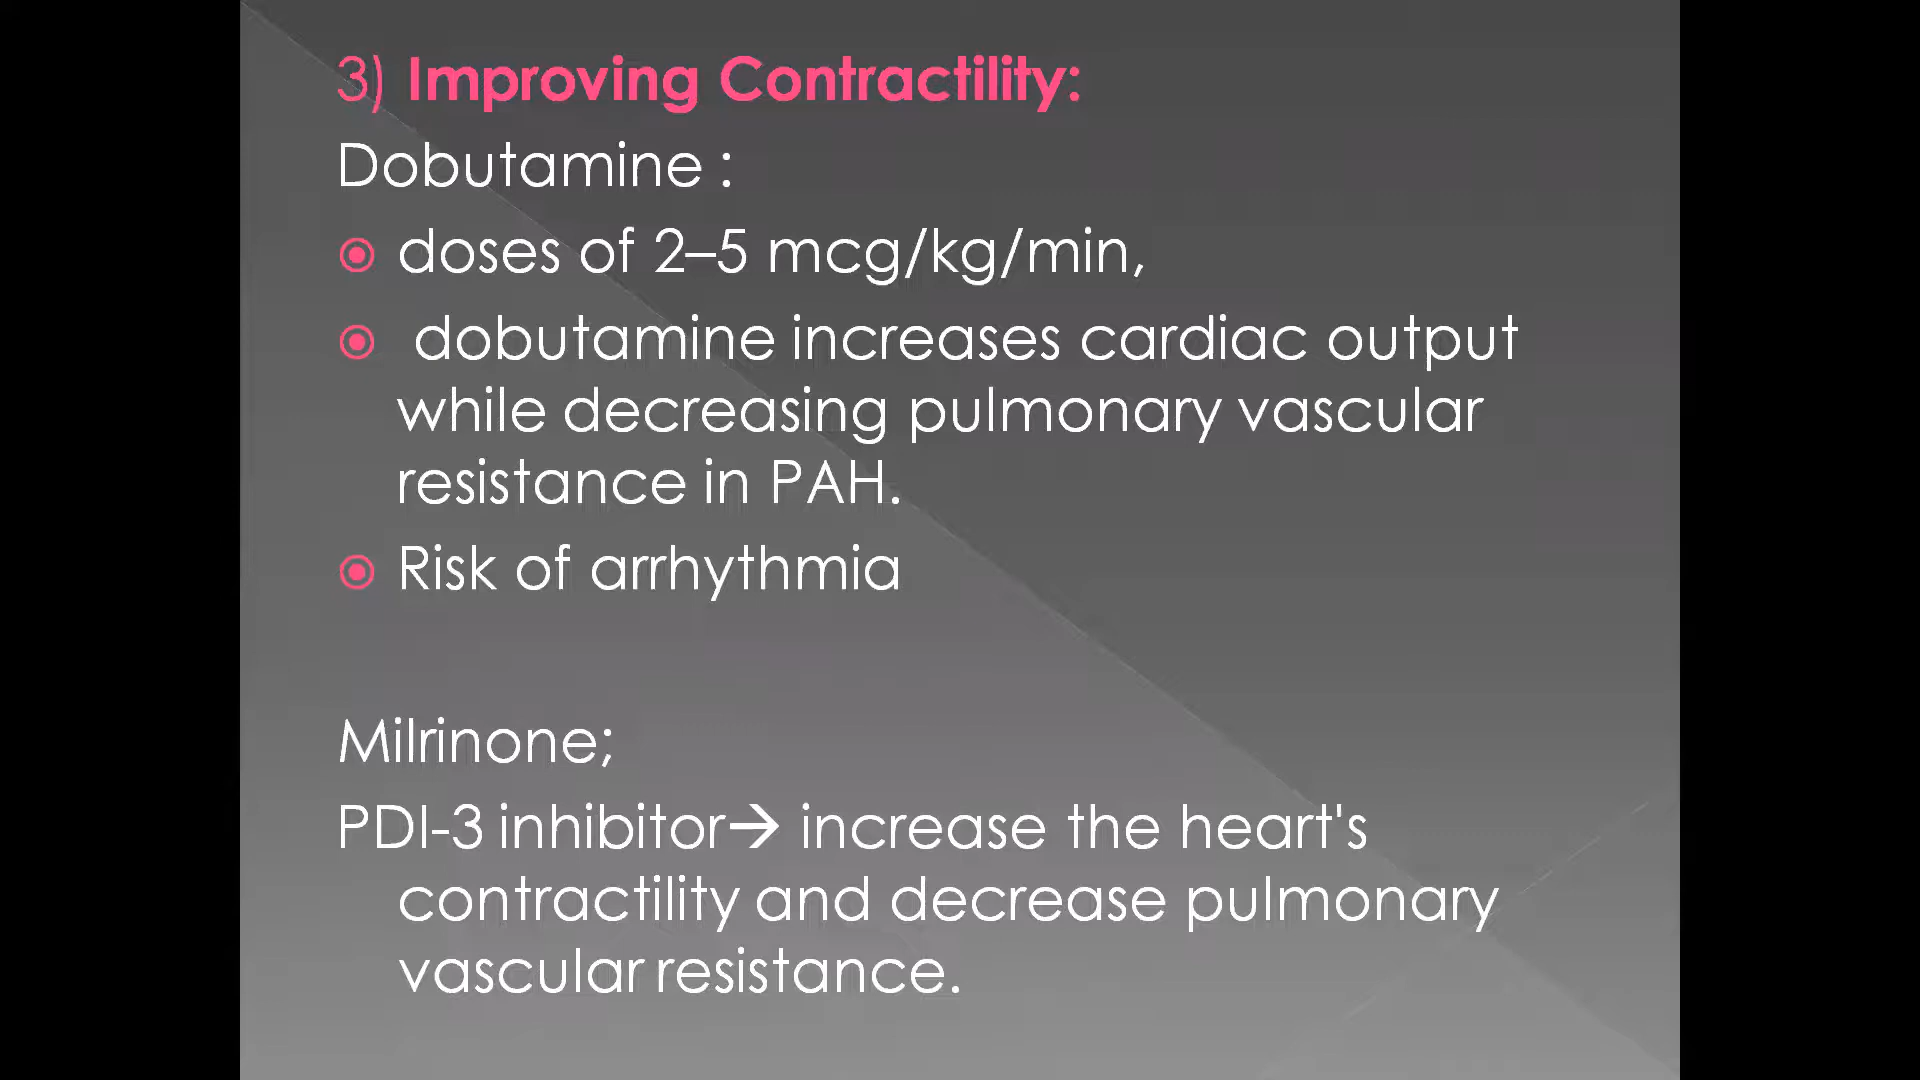 3) Improving Contractility:
Dobutamine :
doses of 2–5 mcg/kg/min,
dobutamine increases cardiac output
while decreasing pulmonary vascular
resistance in PAH.
Risk of arrhythmia
Milrinone;
PDI-3 inhibitor→ increase the heart's
contractility and decrease pulmonary
vascular resistance.